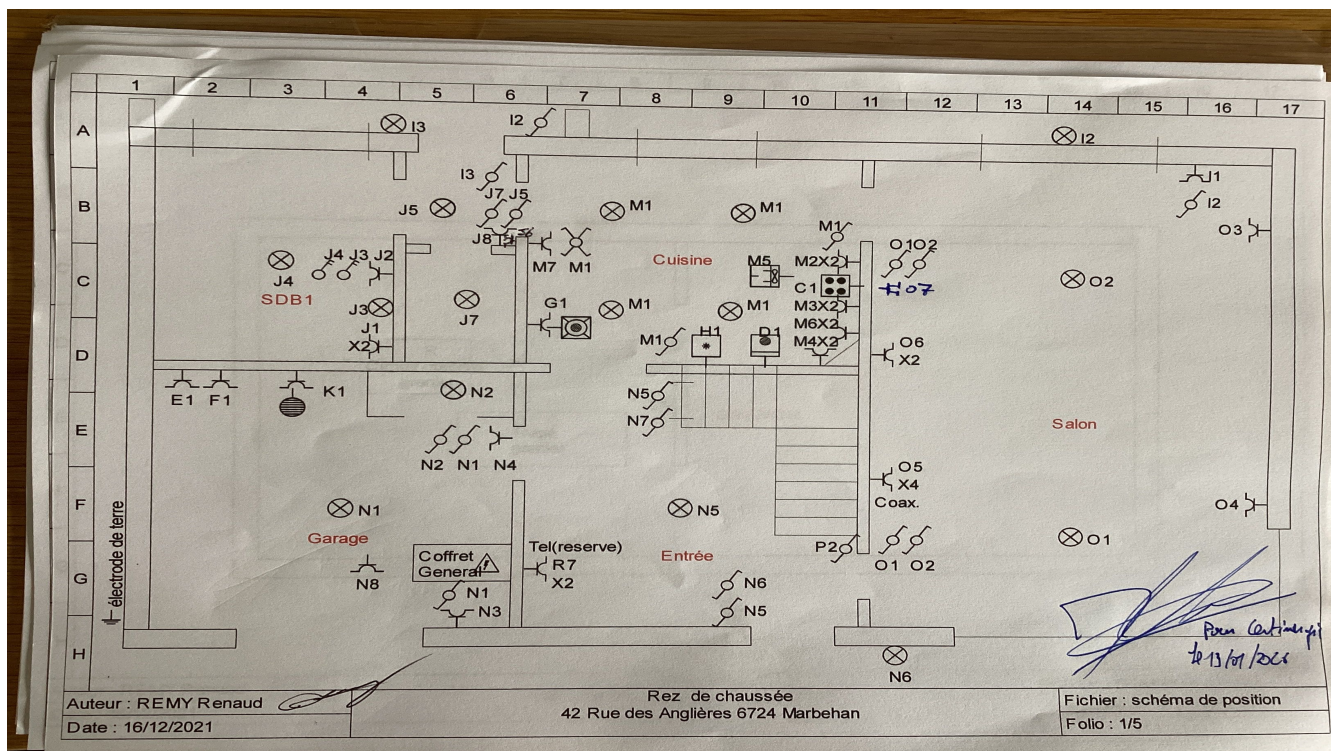 1 2 3 4 5 6 7 8 9 10 11 12 13 14 15 16 17
A
I3
I2
I2
I3
J1
B
J7 J5
J5
M1
M1
I2
J8
M1
O1 O2
O3
C
J4 J3 J2
M7
M1
Cuisine
M5
M2X2
J4
SDB1
C1
O7
O2
J3
J7
G1
M1
M1
M3X2
J1
X2
M6X2
M1
H1
D1
M4X2
D
O6
X2
E1
F1
K1
N2
N5
E
N7
Salon
N2
N1
N4
O5
X4
F
N1
N5
Coax.
O4
Garage
Coffret
General
Tel(reserve)
R7
X2
Entrée
P2
O1
O2
O1
G
N8
N1
N3
N6
N5
électrode de terre
H
N6
Pour
le 13/01/2026
Auteur : REMY Renaud
Date : 16/12/2021
Rez de chaussée
42 Rue des Anglières 6724 Marbehan
Fichier : schéma de position
Folio : 1/5